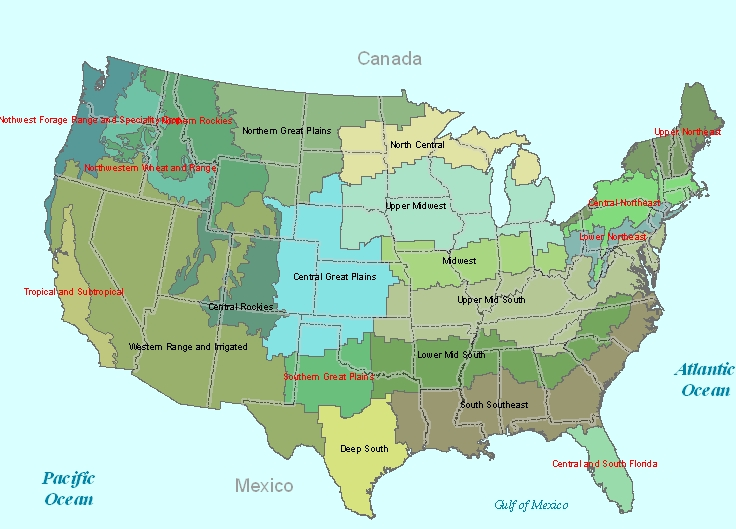 Canada
Northern Great Plains
Upper Northeast
North Central
Nothwest Forage Range and Speciality
Northern Rockies
Northwestern Wheat and Range
Central Northeast
Upper Midwest
Lower Northeast
Midwest
Central Great Plains
Tropical and Subtropical
Upper Mid South
Central Rockies
Western Range and Irrigated
Lower Mid South
Southern Great Plains
Atlantic
Ocean
South Southeast
Deep South
Central and South Florida
Pacific
Ocean
Mexico
Gulf of Mexico